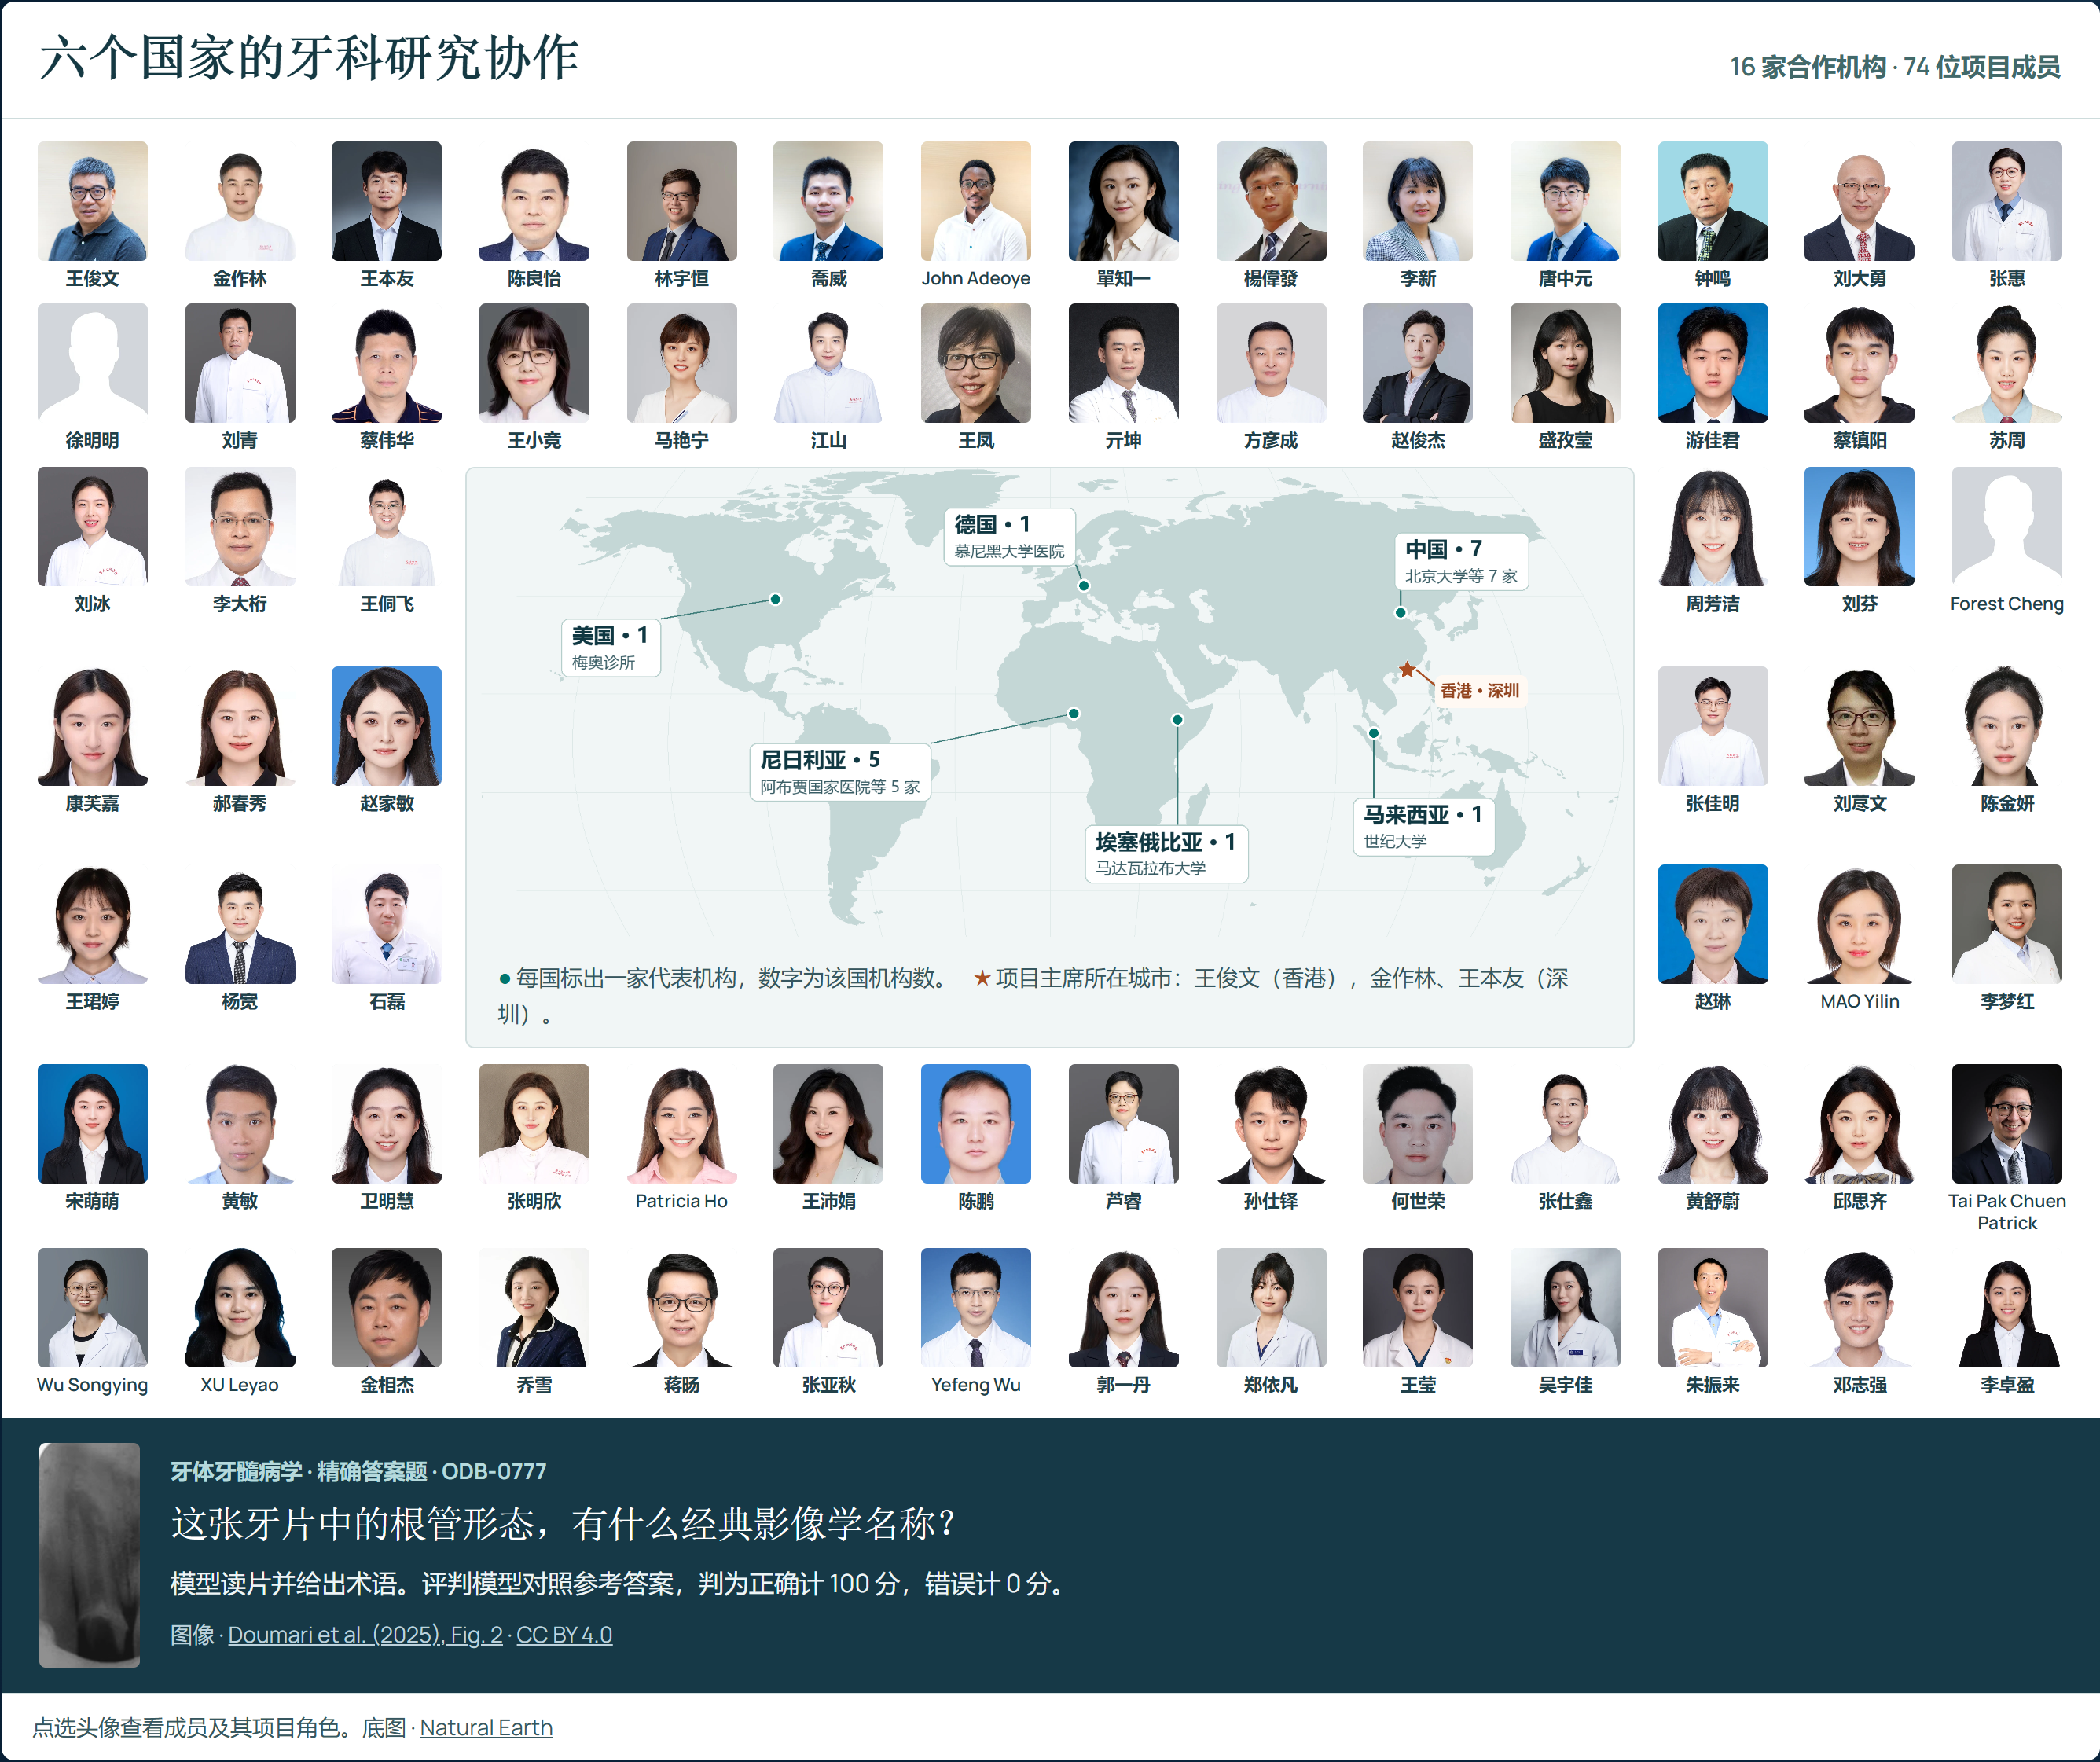 六个国家的牙科研究协作
16 家合作机构 · 74 位项目成员
王俊文 金作林 王本友 陈良怡 林宇恒 喬威 John Adeoye 單知一 楊偉發 李新 唐中元 钟鸣 刘大勇 张惠
徐明明 刘青 蔡伟华 王小竞 马艳宁 江山 王凤 亓坤 方彦成 赵俊杰 盛孜莹 游佳君 蔡镇阳 苏周
刘冰 李大桁 王侗飞
周芳洁 刘芬 Forest Cheng
康芙嘉 郝春秀 赵家敏
张佳明 刘荩文 陈金妍
王珺婷 杨宽 石磊
赵琳 MAO Yilin 李梦红
德国 • 1
慕尼黑大学医院
中国 • 7
北京大学等 7 家
美国 • 1
梅奥诊所
香港 • 深圳
尼日利亚 • 5
阿布贾国家医院等 5 家
马来西亚 • 1
世纪大学
埃塞俄比亚 • 1
马达瓦拉布大学
● 每国标出一家代表机构，数字为该国机构数。 ★ 项目主席所在城市：王俊文（香港），金作林、王本友（深
圳）。
宋萌萌 黄敏 卫明慧 张明欣 Patricia Ho 王沛娟 陈鹏 芦睿 孙仕铎 何世荣 张仕鑫 黄舒蔚 邱思齐 Tai Pak Chuen
Patrick
Wu Songying XU Leyao 金相杰 乔雪 蒋旸 张亚秋 Yefeng Wu 郭一丹 郑依凡 王莹 吴宇佳 朱振来 邓志强 李卓盈
牙体牙髓病学 · 精确答案题 · ODB-0777
这张牙片中的根管形态，有什么经典影像学名称？
模型读片并给出术语。评判模型对照参考答案，判为正确计 100 分，错误计 0 分。
图像 · Doumari et al. (2025), Fig. 2 · CC BY 4.0
点选头像查看成员及其项目角色。底图 · Natural Earth